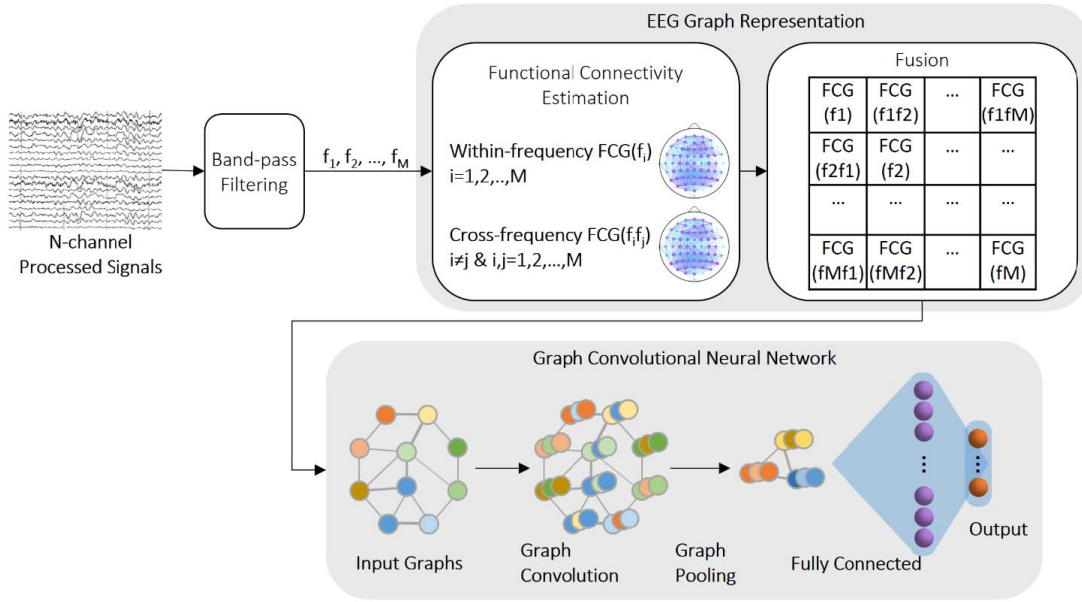 EEG Graph Representation
Functional Connectivity
Estimation
Within-frequency FCG(fi)
i=1,2,..,M
Cross-frequency FCG(fifj)
i≠j & i,j=1,2,...,M
Fusion
FCG FCG ... FCG
(f1) (f1f2) (f1fM)
FCG FCG ...
(f2f1) (f2)
... ... ...
FCG FCG ... FCG
(fMf1) (fMf2) (fM)
Band-pass
Filtering
f1, f2, ..., fM
N-channel
Processed Signals
Graph Convolutional Neural Network
Input Graphs
Graph
Convolution
Graph
Pooling
Fully Connected
...
...
Output